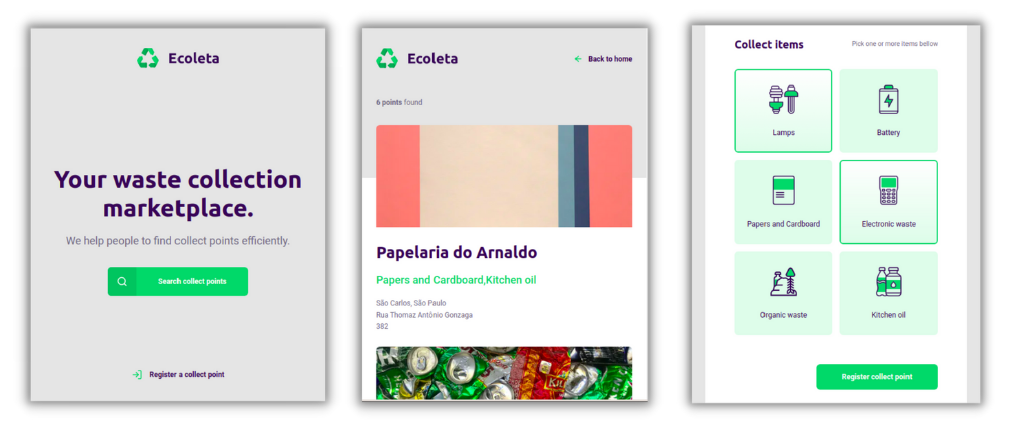 Ecoleta
Your waste collection
marketplace.
We help people to find collect points efficiently.
Search collect points
Register a collect point
Ecoleta
Back to home
6 points found
Papelaria do Arnaldo
Papers and Cardboard,Kitchen oil
São Carlos, São Paulo
Rua Thomaz Antônio Gonzaga
382
Collect items
Pick one or more items bellow
Lamps
Battery
Papers and Cardboard
Electronic waste
Organic waste
Kitchen oil
Register collect point